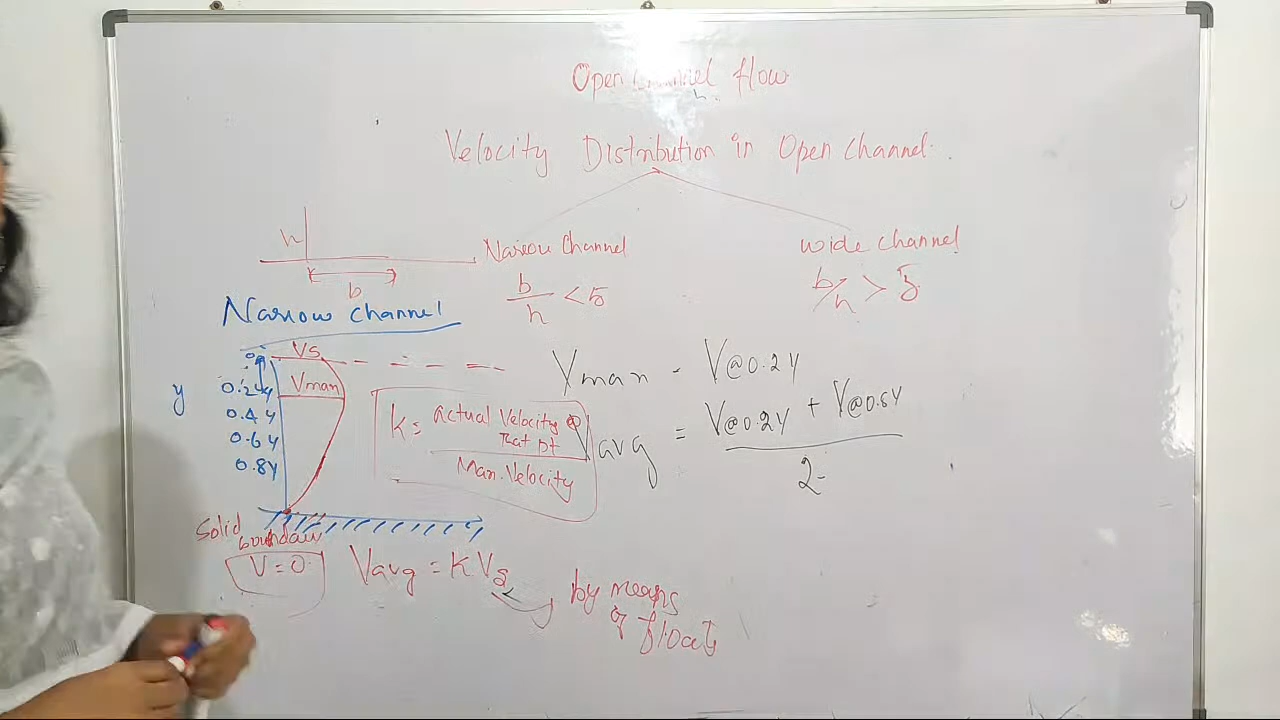 Open Channel flow
Velocity Distribution in Open Channel.
h
b
Narrow Channel
b/h < 5
wide channel
b/h > 5
Narrow channel
y
0.2y
0.4y
0.6y
0.8y
Vs
Vmax
K = actual Velocity @ that pt / Max. Velocity
Vmax - V@0.2y
Vavg = V@0.2y + V@0.8y / 2
Solid
boundary
V=0
Vavg = K Vs
by means
of float